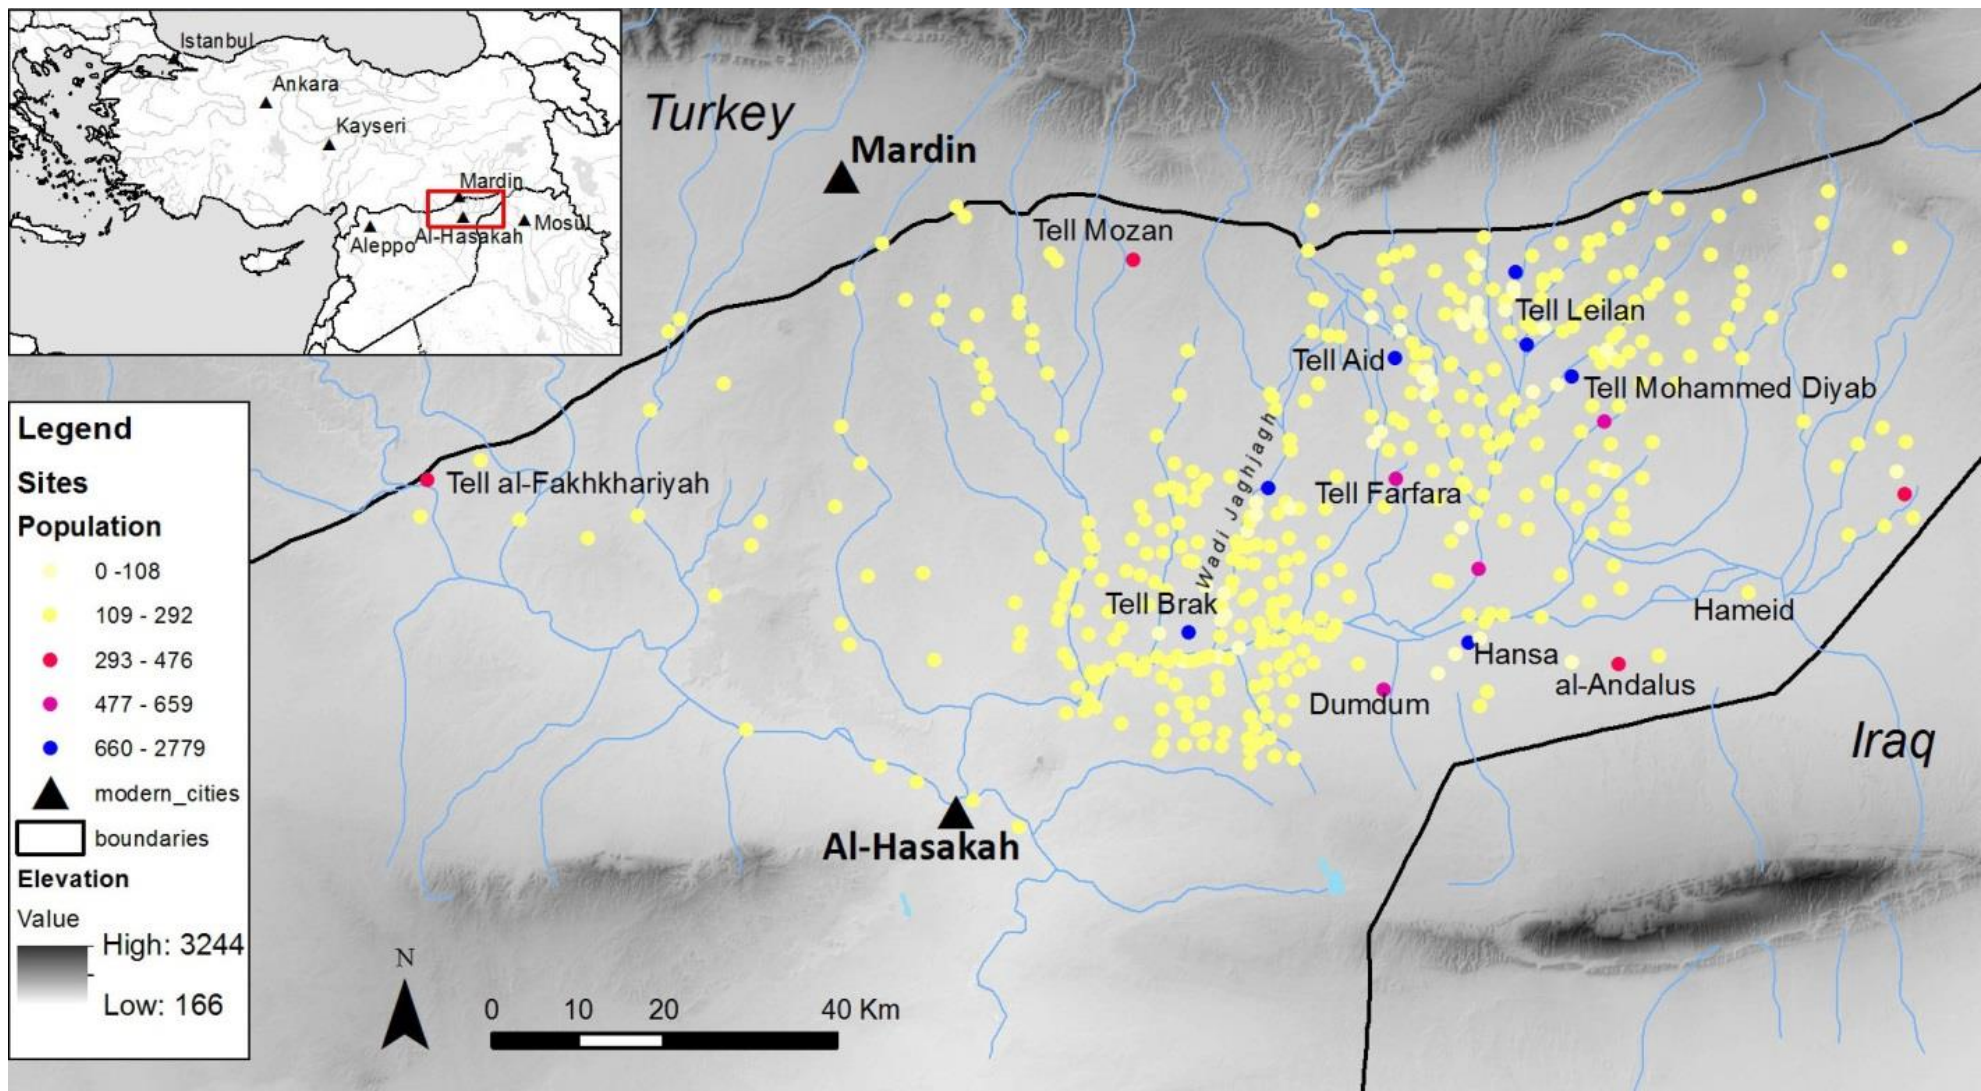 Istanbul
Ankara
Kayseri
Mardin
Mosul
Al-Hasakah
Aleppo
Turkey
Mardin
Tell Mozan
Tell Leilan
Tell Aid
Tell Mohammed Diyab
Wadi Jaghjagh
Tell al-Fakhkhariyah
Tell Farfara
Tell Brak
Hameid
Hansa
al-Andalus
Dumdum
Iraq
Al-Hasakah
Legend
Sites
Population
0 -108
109 - 292
293 - 476
477 - 659
660 - 2779
modern_cities
boundaries
Elevation
Value
High: 3244
Low: 166
N
0 10 20 40 Km